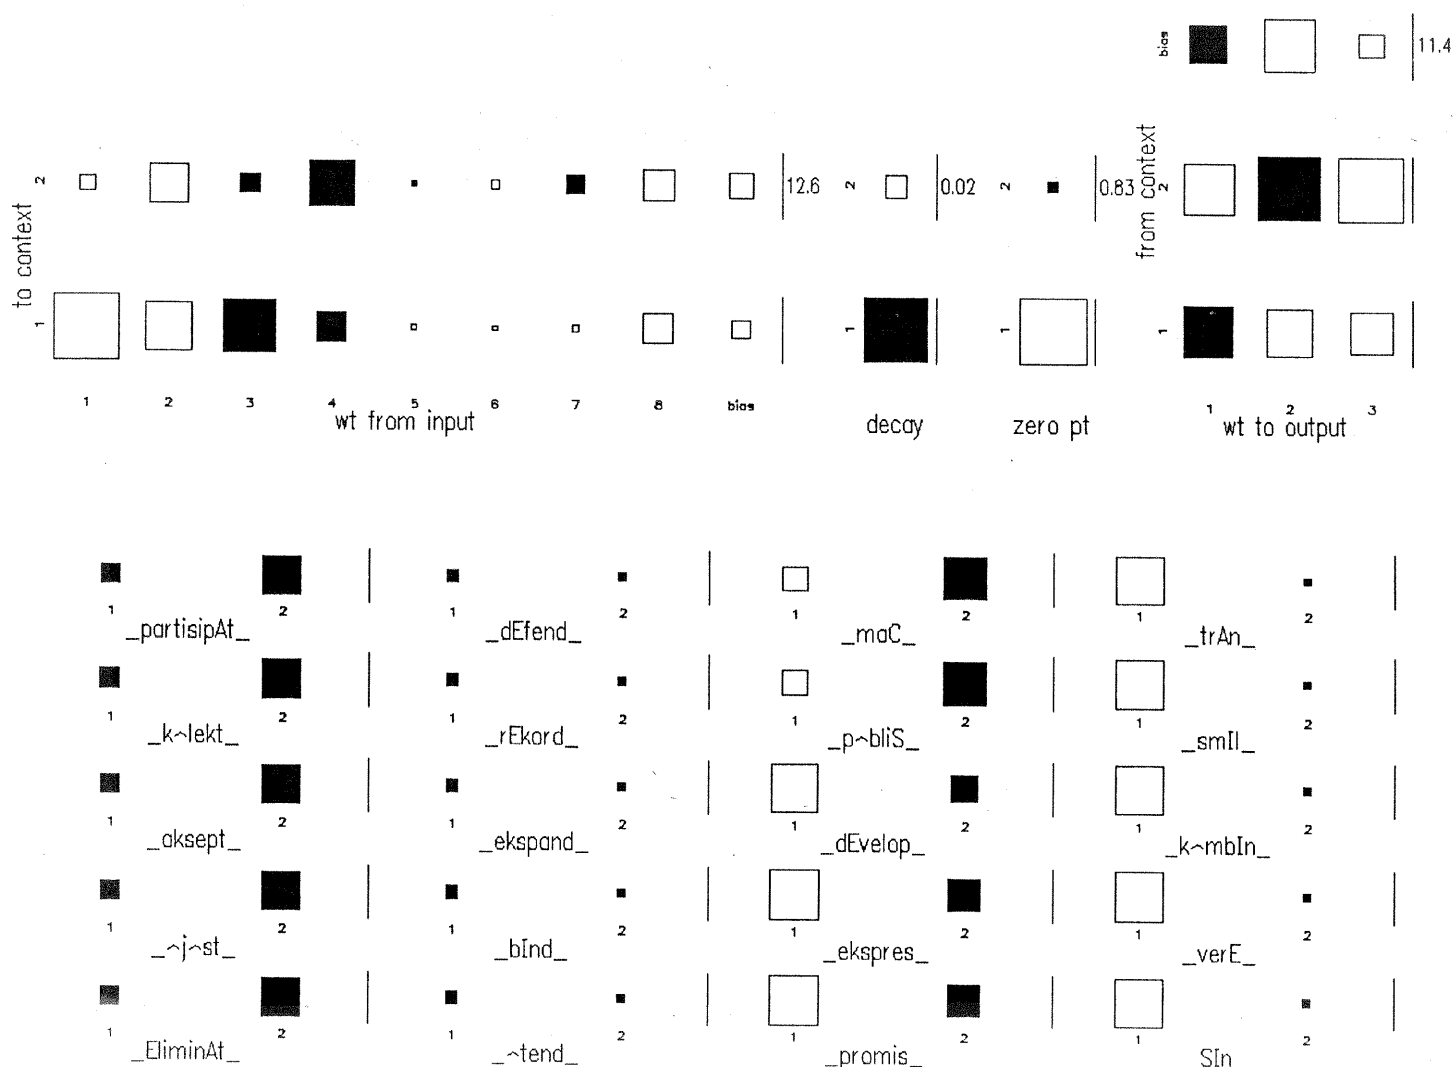 bias 11.4
to context
2 12.6 2 0.02 2 0.83
from context
2
1 1 1 1
1 2 3 4 5 6 7 8 bias
wt from input
decay
zero pt
1 2 3
wt to output
1 2 1 2 1 2 1 2
_partisipAt_ _dEfend_ _maC_ _trAn_
1 2 1 2 1 2 1 2
_k^lekt_ _rEkord_ _p^bliS_ _smIl_
1 2 1 2 1 2 1 2
_aksept_ _ekspand_ _dEvelop_ _k^mbIn_
1 2 1 2 1 2 1 2
_^j^st_ _bInd_ _ekspres_ _verE_
1 2 1 2 1 2 1 2
_EliminAt_ _^tend_ _promis_ SIn